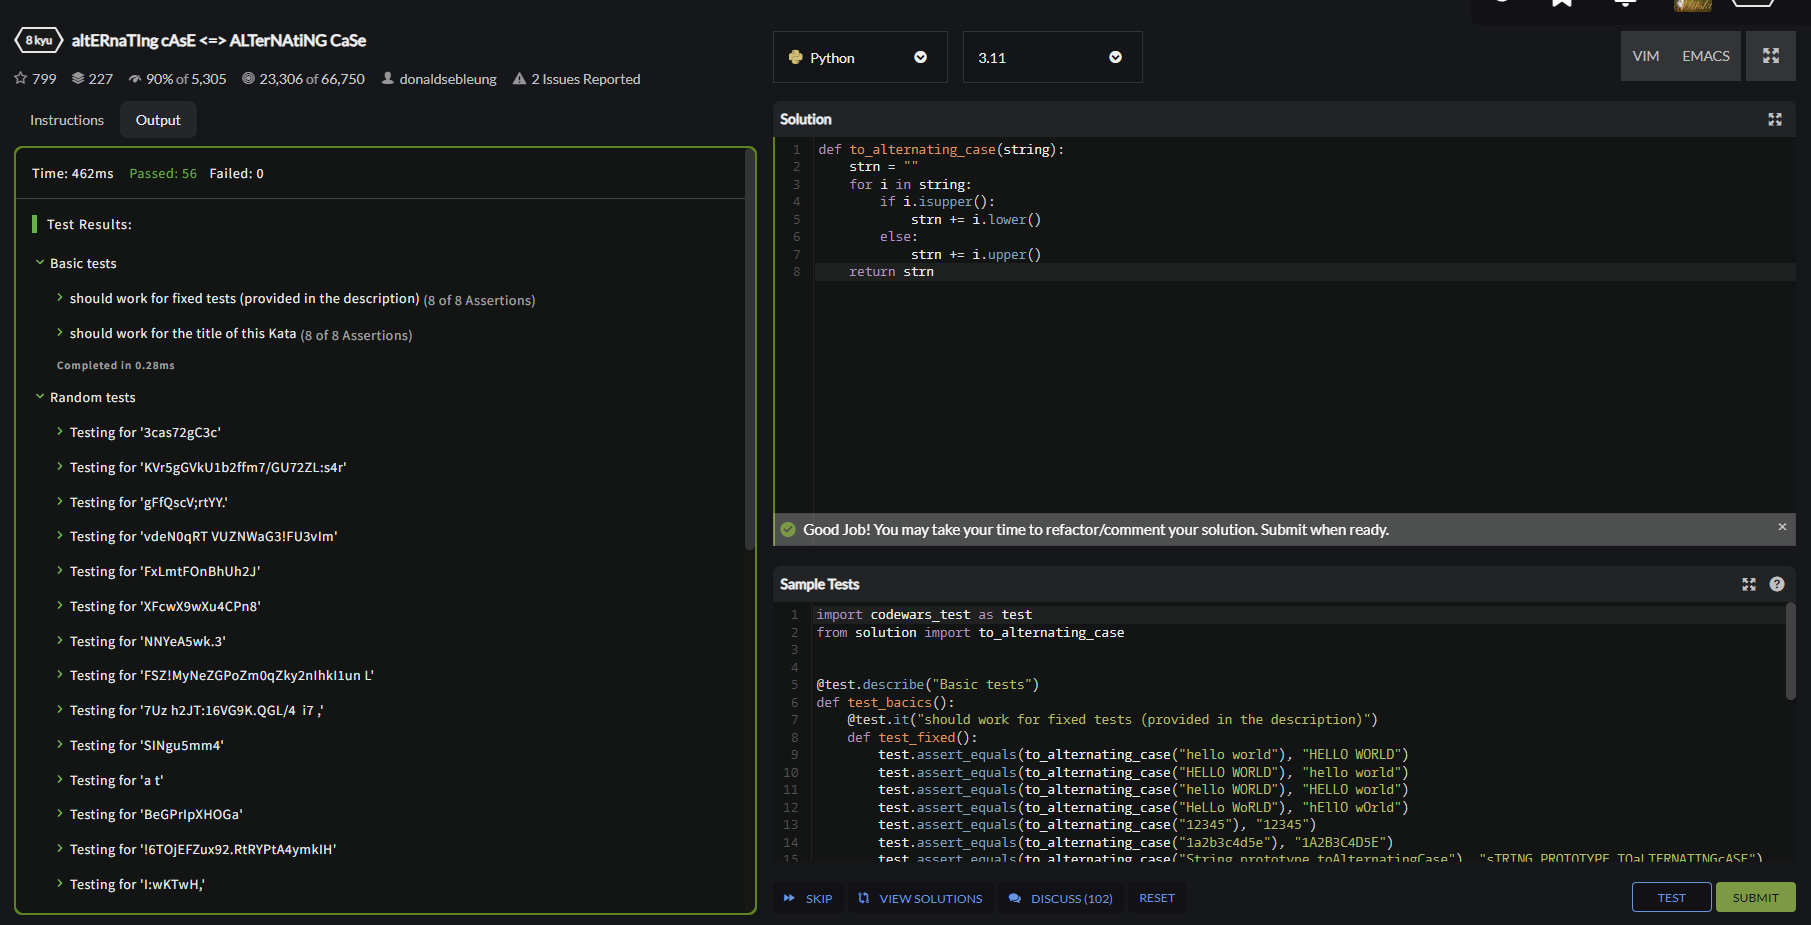 8 kyu altERnaTIng cAsE <=> ALTerNAtiNG CaSe
799 227 90% of 5,305 23,306 of 66,750 donaldsebleung 2 Issues Reported
Instructions Output
Time: 462ms Passed: 56 Failed: 0
Test Results:
Basic tests
should work for fixed tests (provided in the description) (8 of 8 Assertions)
should work for the title of this Kata (8 of 8 Assertions)
Completed in 0.28ms
Random tests
Testing for '3cas72gC3c'
Testing for 'KVr5gGVkU1b2ffm7/GU72ZL:s4r'
Testing for 'gFfQscV;rtYY.'
Testing for 'vdeN0qRT VUZNWaG3!FU3vIm'
Testing for 'FxLmtFOnBhUh2J'
Testing for 'XFcwX9wXu4CPn8'
Testing for 'NNYeA5wk.3'
Testing for 'FSZ!MyNeZGPoZm0qZky2nIhkI1un L'
Testing for '7Uz h2JT:16VG9K.QGL/4  i7 ,'
Testing for 'SINgu5mm4'
Testing for 'a t'
Testing for 'BeGPrIpXHOGa'
Testing for '!6TOjEFZux92.RtRYPtA4ymkIH'
Testing for 'I:wKTwH,'
Python 3.11 VIM EMACS
Solution
1 def to_alternating_case(string):
2     strn = ""
3     for i in string:
4         if i.isupper():
5             strn += i.lower()
6         else:
7             strn += i.upper()
8     return strn
Good Job! You may take your time to refactor/comment your solution. Submit when ready. ×
Sample Tests ?
1 import codewars_test as test
2 from solution import to_alternating_case
3
4
5 @test.describe("Basic tests")
6 def test_bacics():
7     @test.it("should work for fixed tests (provided in the description)")
8     def test_fixed():
9         test.assert_equals(to_alternating_case("hello world"), "HELLO WORLD")
10         test.assert_equals(to_alternating_case("HELLO WORLD"), "hello world")
11         test.assert_equals(to_alternating_case("hello WORLD"), "HELLO world")
12         test.assert_equals(to_alternating_case("HeLLo WoRLD"), "hEllO wOrld")
13         test.assert_equals(to_alternating_case("12345"), "12345")
14         test.assert_equals(to_alternating_case("1a2b3c4d5e"), "1A2B3C4D5E")
15         test.assert_equals(to_alternating_case("String.prototype.toAlternatingCase"), "sTRING.PROTOTYPE.TOaLTERNATINGcASE")
SKIP VIEW SOLUTIONS DISCUSS (102) RESET TEST SUBMIT